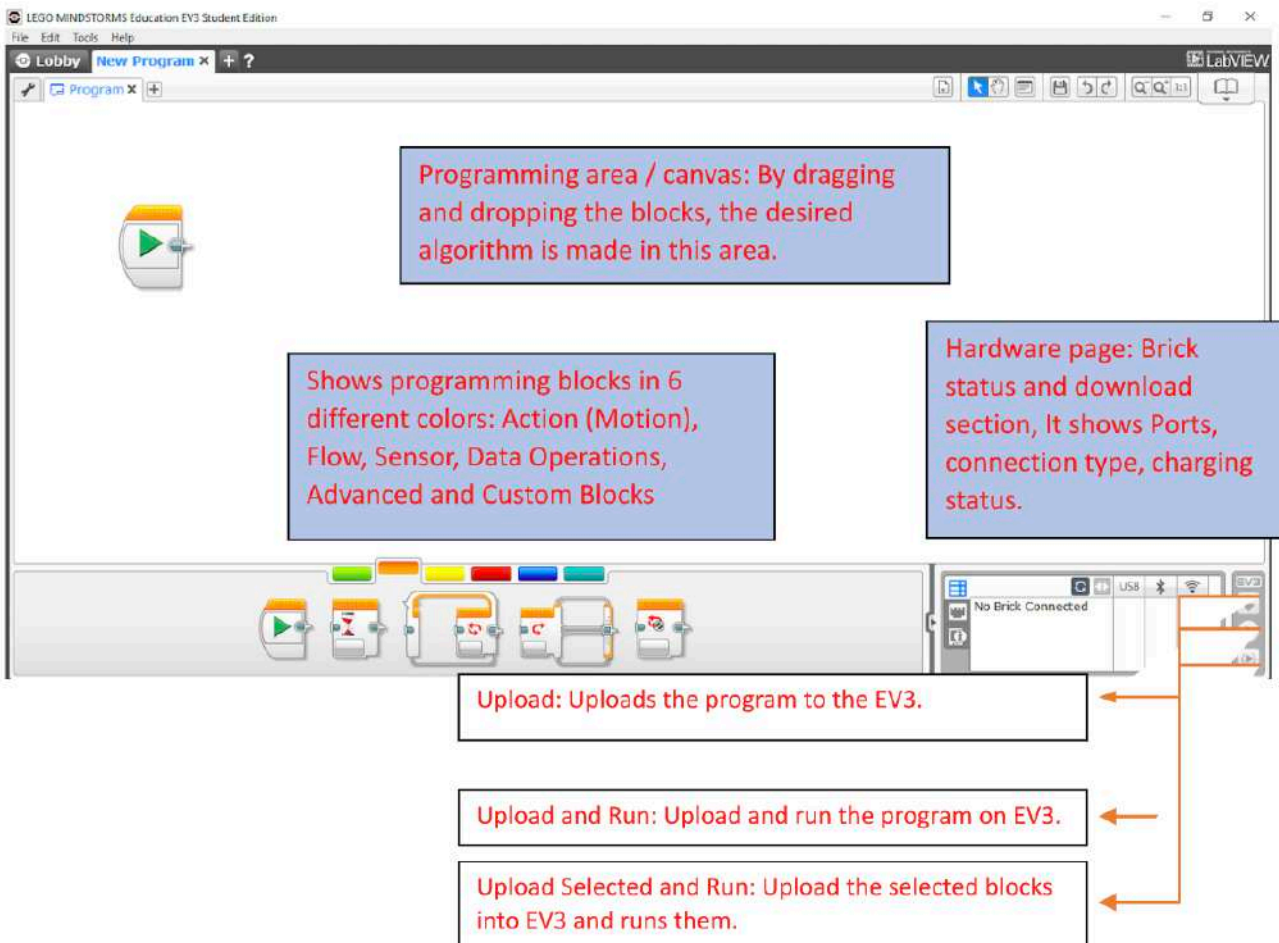 LEGO MINDSTORMS Education EV3 Student Edition
File Edit Tools Help
Lobby New Program × + ?
LabVIEW
Program × +
1:1
Programming area / canvas: By dragging
and dropping the blocks, the desired
algorithm is made in this area.
Shows programming blocks in 6
different colors: Action (Motion),
Flow, Sensor, Data Operations,
Advanced and Custom Blocks
Hardware page: Brick
status and download
section, It shows Ports,
connection type, charging
status.
USB
EV3
No Brick Connected
Upload: Uploads the program to the EV3.
Upload and Run: Upload and run the program on EV3.
Upload Selected and Run: Upload the selected blocks
into EV3 and runs them.